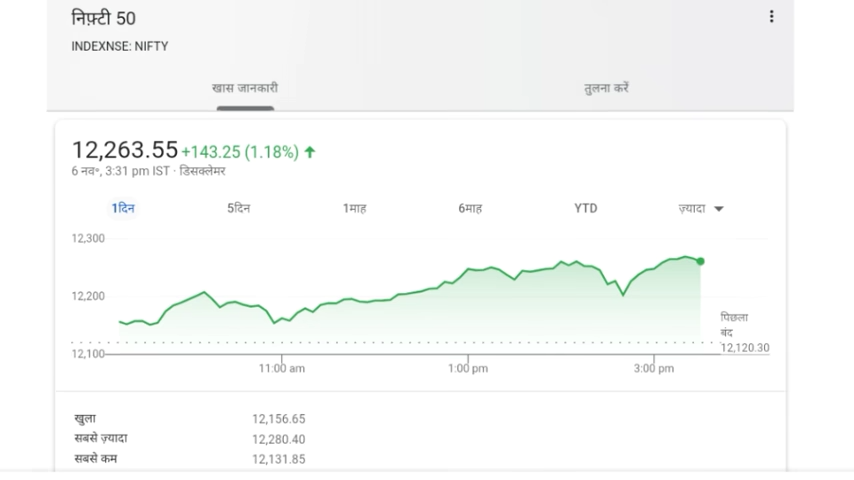 निफ़्टी 50
INDEXNSE: NIFTY
खास जानकारी तुलना करें
12,263.55 +143.25 (1.18%) ↑
6 नव॰, 3:31 pm IST · डिसक्लेमर
1दिन 5दिन 1माह 6माह YTD ज़्यादा
12,300
12,200
पिछला
बंद
12,120.30
12,100
11:00 am 1:00 pm 3:00 pm
खुला 12,156.65
सबसे ज़्यादा 12,280.40
सबसे कम 12,131.85